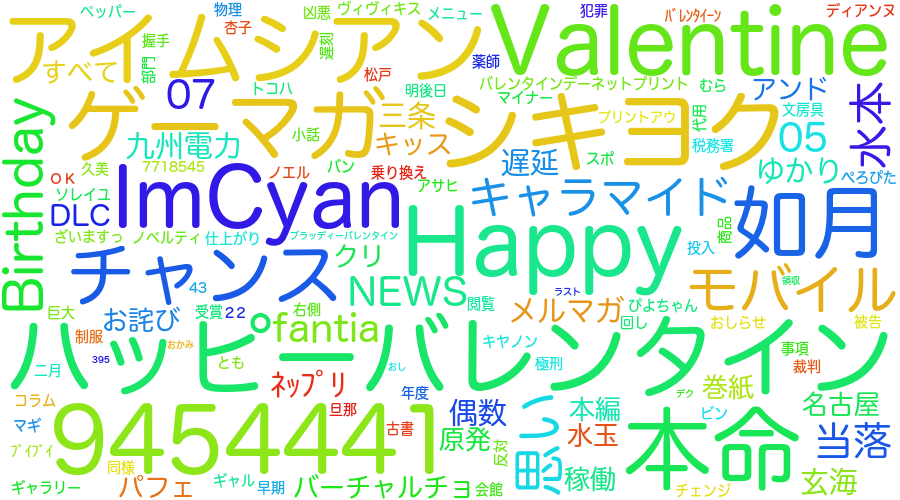 ペッパー
物理
凶悪
ヴィヴィキス
メニュー
Valentine
犯罪
バレンタイーン
ディアンヌ
アイムシアン
杏子
握手
遅刻
部門
すべて
薬師
松戸
07
トコハ
明後日
バレンタインデーネットプリント
むら
アンド
マイナー
水本
Birthday
ゲーマガ
シキヨク
三条
プリントアウ
代用
文房具
05
小話
九州電力
キッス
税務署
久美
7718545
パン
遅延
スポ
ゆかり
OK
ノエル
乗り換え
アサヒ
ぺろぴた
ソレイユ
DLC
ImCyan
キャラマイド
如月
Happy
商品
ざいますっ
ノベルティ
仕上がり
ブラッディーバレンタイン
投入
チャンス
クリ
NEWS
43
ラスト
モバイル
領収
巨大
お詫び
受賞
22
右側
閲覧
メルマガ
ぴよちゃん
回し
おしらせ
被告
ハッピーバレンタイン
fantia
制服
おかみ
395
とも
キヤノン
極刑
事項
裁判
二月
ネップリ
おし
年度
デク
巻紙
コラム
旦那
偶数
思し
本編
本命
ビン
名古屋
マギ
9454441
古書
原発
反対
水玉
当落
ブイブイ
同様
ギャル
早期
稼働
ギャラリー
パフェ
バーチャルチョ
会館
チェンジ
玄海